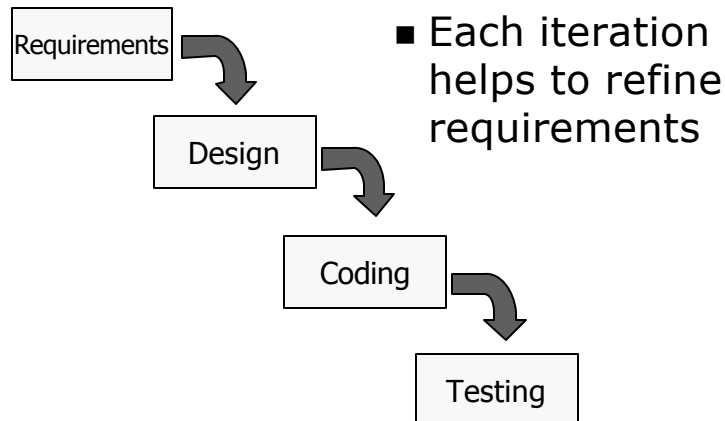 Requirements
■ Each iteration
helps to refine
requirements
Design
Coding
Testing